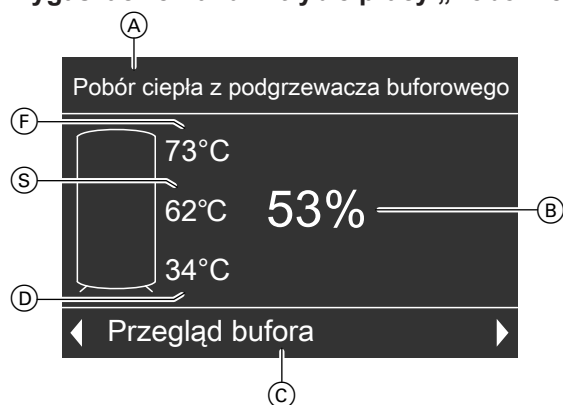 A
Pobór ciepła z podgrzewacza buforowego
F
73°C
S
62°C 53%
B
34°C
D
Przegląd bufora
C